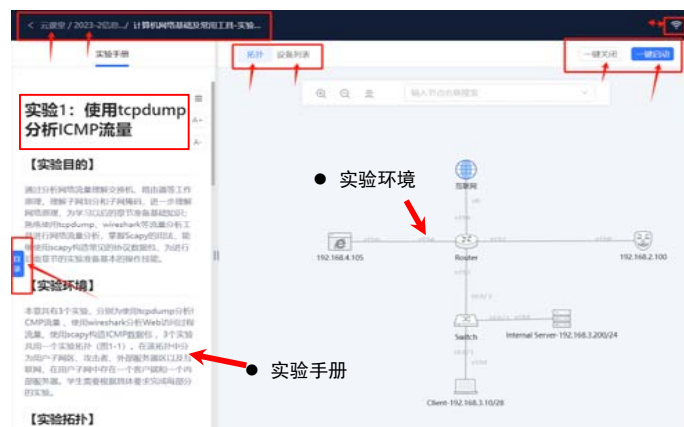 < 云课堂 / 2023-2信息.../ 计算机网络基础及常用工具-实验...
实验手册
拓扑 设备列表
一键关闭 一键启动
实验1：使用tcpdump
分析ICMP流量
A+
A-
输入节点名称搜索
【实验目的】
通过分析网络流量理解交换机、路由器等工作
原理，理解子网划分和子网掩码，进一步理解
网络原理，为学习以后的章节准备基础知识；
熟练使用tcpdump、wireshark等流量分析工
具进行网络流量分析，掌握Scapy的用法，能
够使用scapy构造常见的协议数据包，为进行
后面章节的实验准备基本的操作技能。
目录
● 实验环境
互联网
192.168.4.105
Router
192.168.2.100
【实验环境】
本章共有3个实验，分别为使用tcpdump分析I
CMP流量，使用wireshark分析Web访问过程
流量，使用scapy构造ICMP数据包，3个实验
共用一个实验拓扑（图1-1）。在该拓扑中分
为用户子网区、攻击者、外部服务器区以及互
联网，在用户子网中存在一个客户端和一个内
部服务器。学生需要根据具体要求完成每部分
的实验。
Switch
Internal Server-192.168.3.200/24
● 实验手册
Client-192.168.3.10/28
【实验拓扑】